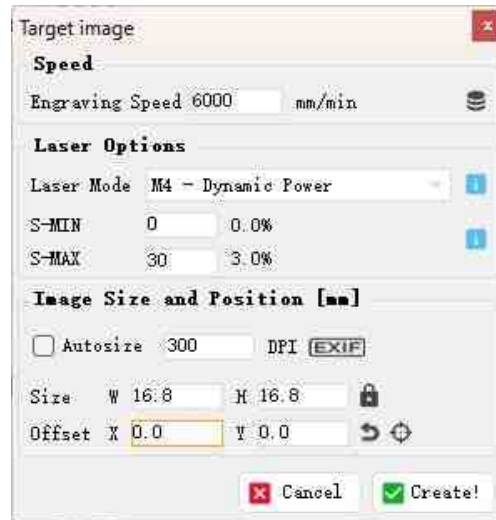 Target image
Speed
Engraving Speed 6000 mm/min
Laser Options
Laser Mode M4 - Dynamic Power
S-MIN 0 0.0%
S-MAX 30 3.0%
Image Size and Position [mm]
Autosize 300 DPI EXIF
Size W 16.8 H 16.8
Offset X 0.0 Y 0.0
Cancel Create!